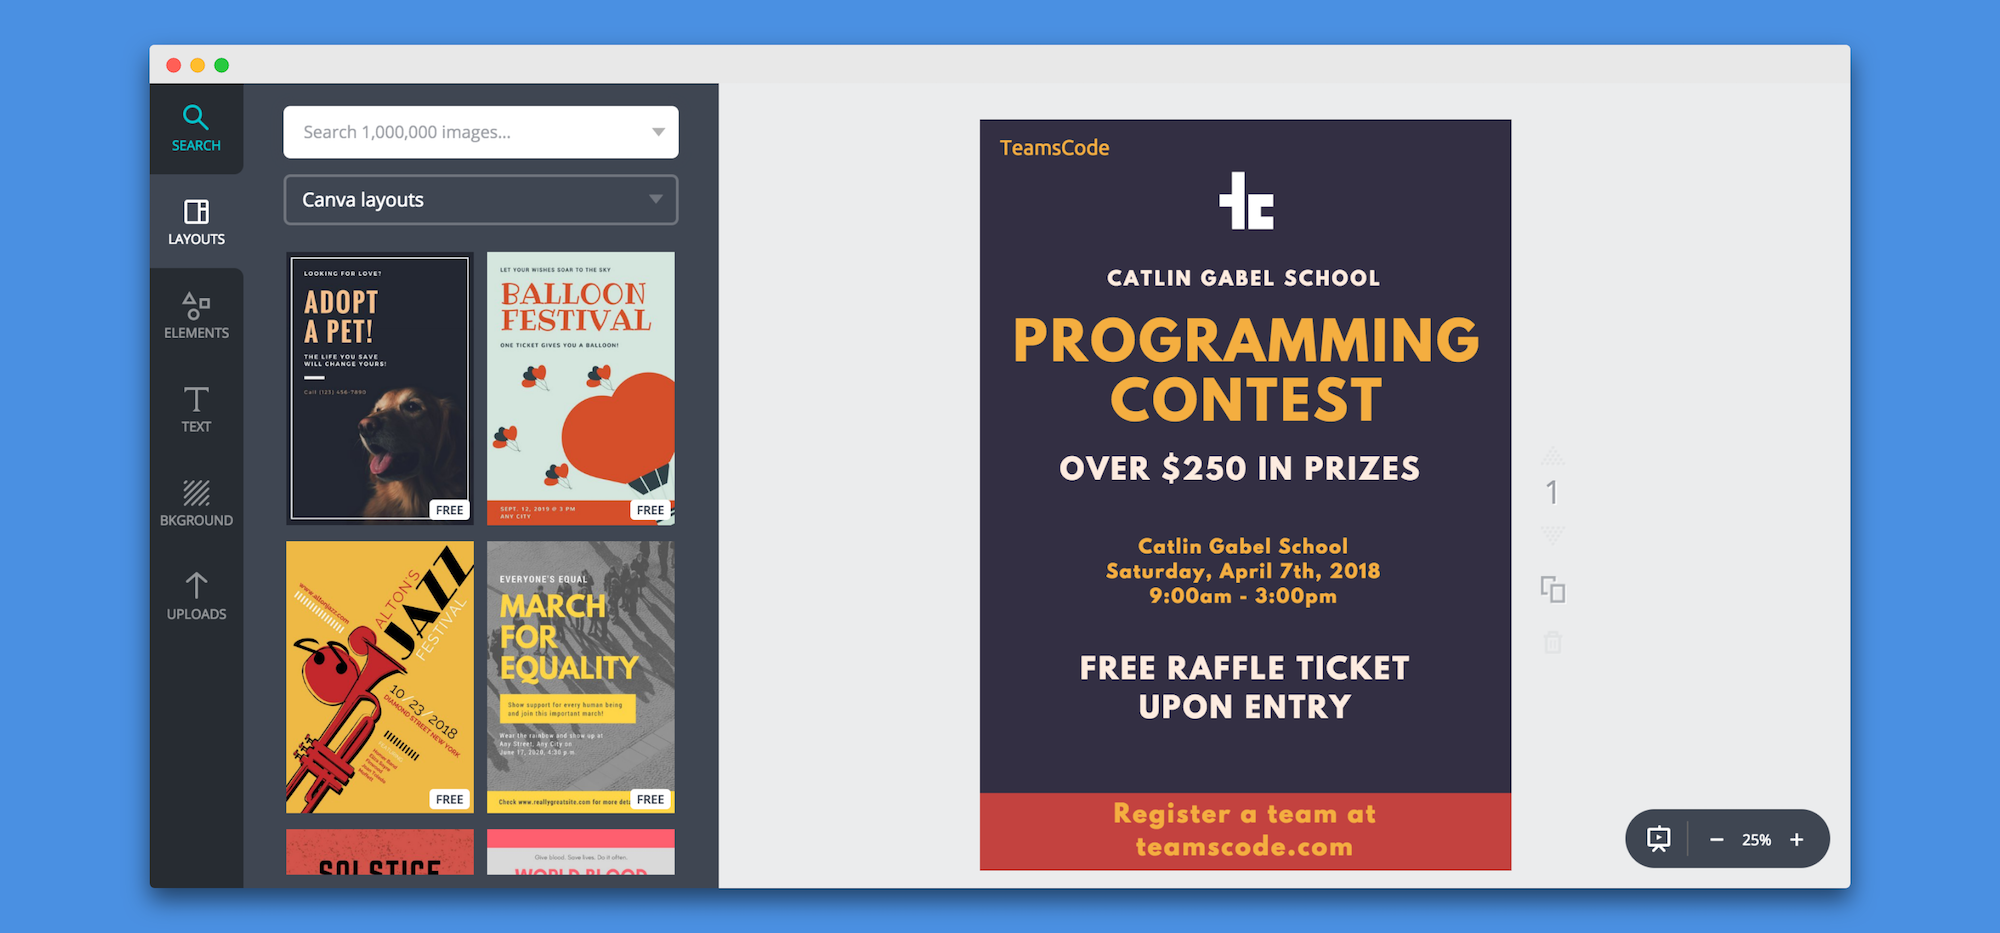 SEARCH
LAYOUTS
ELEMENTS
TEXT
BKGROUND
UPLOADS
Search 1,000,000 images...
Canva layouts
LOOKING FOR LOVE?
ADOPT
A PET!
THE LIFE YOU SAVE
WILL CHANGE YOURS!
Call (123) 456-7890
FREE
LET YOUR WISHES SOAR TO THE SKY
BALLOON
FESTIVAL
ONE TICKET GIVES YOU A BALLOON!
SEPT. 12, 2019 @ 3 PM
ANY CITY
FREE
www.altonjazz.com
ALTON'S
JAZZ
FESTIVAL
10/23/2018
DIAMOND STREET NEW YORK
FREE
EVERYONE'S EQUAL
MARCH
FOR
EQUALITY
Show support for every human being
and join this important march!
Wear the rainbow and show up at
Any Street, Any City on
June 17, 2020, 4:30 p.m.
Check www.reallygreatsite.com for more deta
FREE
SOLSTICE
Give blood. Save lives. Do it often.
WORLD BLOOD
TeamsCode
tc
CATLIN GABEL SCHOOL
PROGRAMMING
CONTEST
OVER $250 IN PRIZES
Catlin Gabel School
Saturday, April 7th, 2018
9:00am - 3:00pm
FREE RAFFLE TICKET
UPON ENTRY
Register a team at
teamscode.com
1
25%